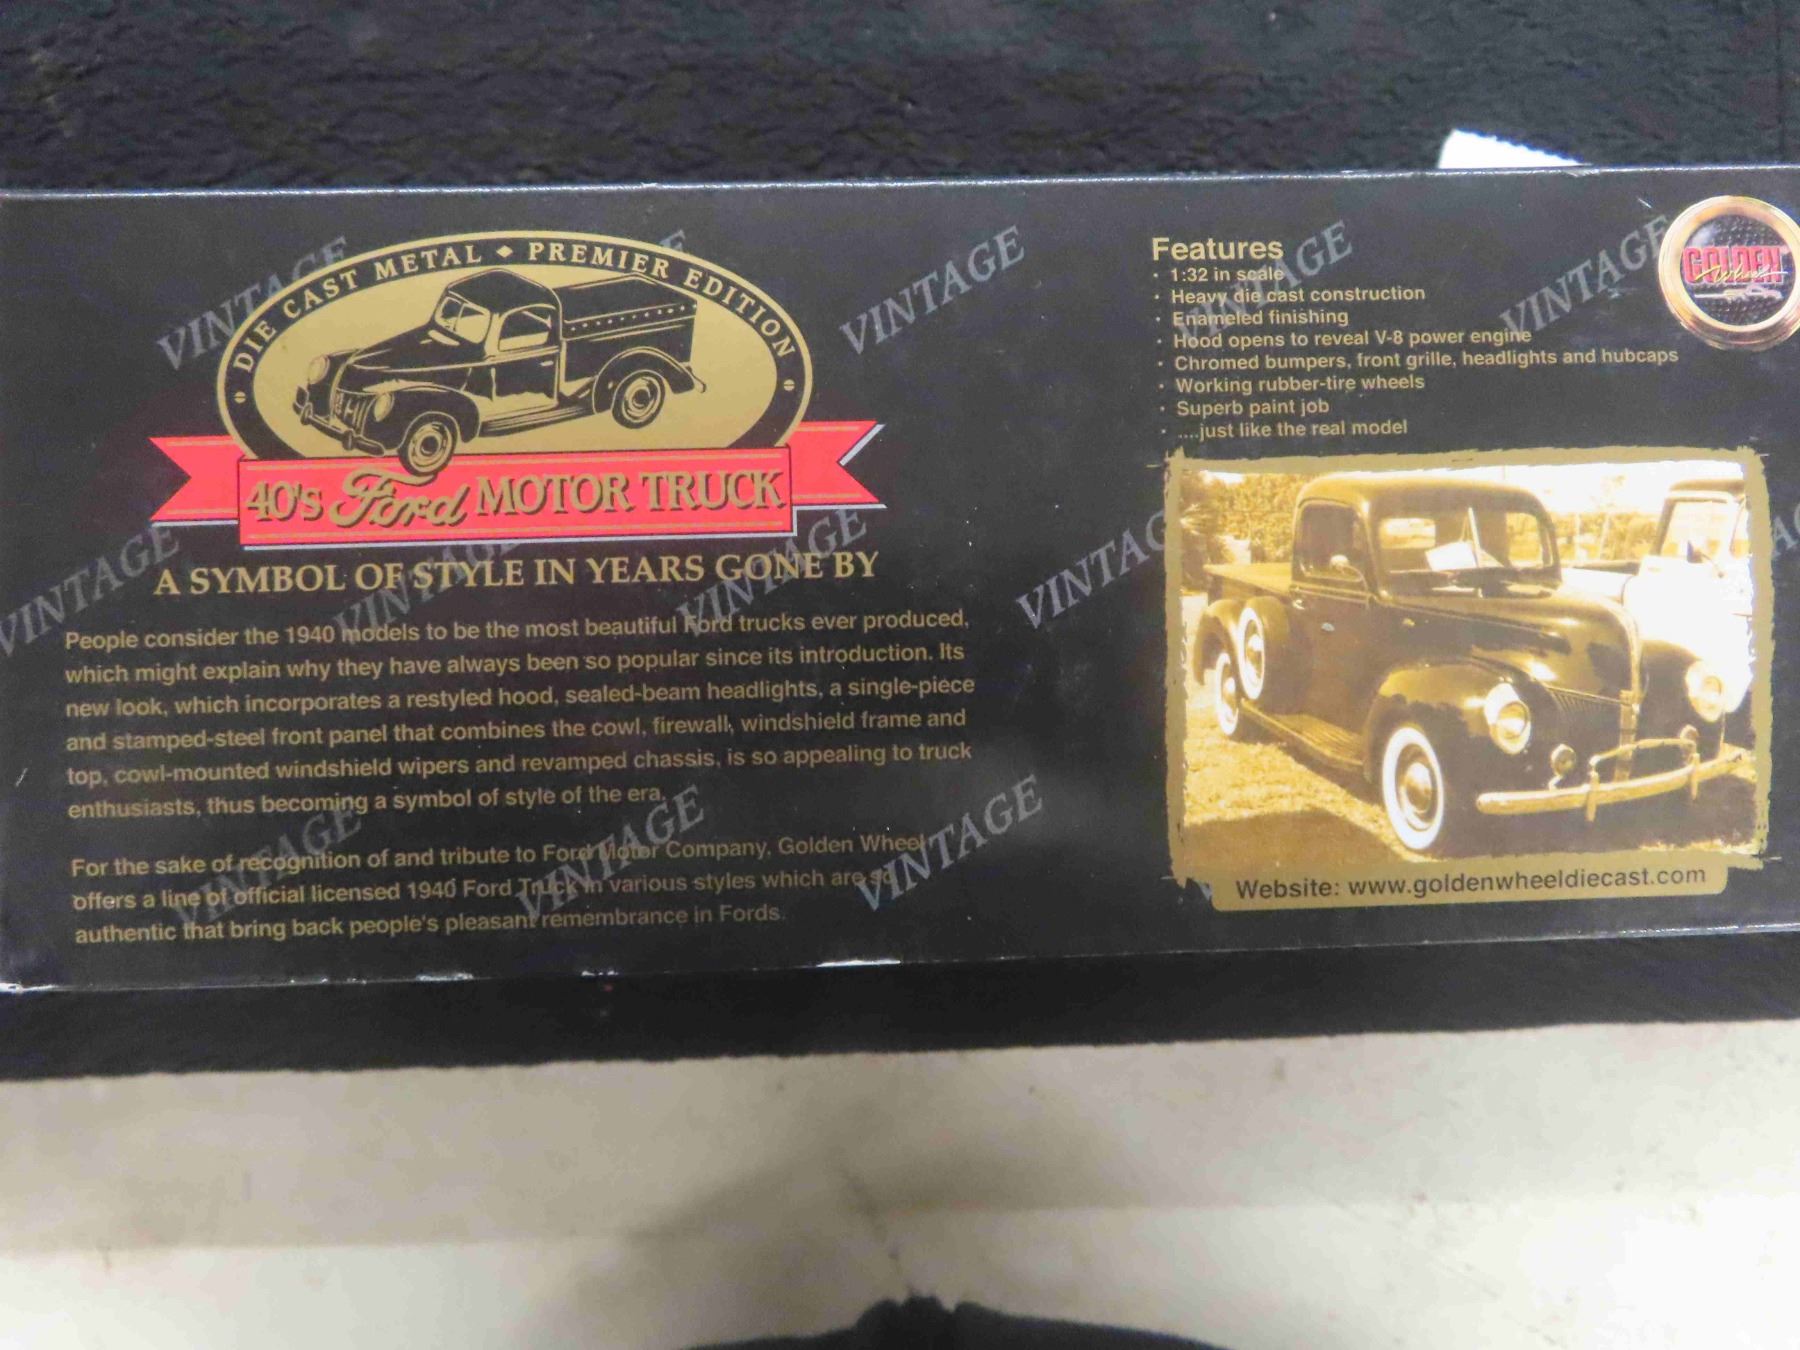 DIE CAST METAL ◆ PREMIER EDITION
40's Ford MOTOR TRUCK
A SYMBOL OF STYLE IN YEARS GONE BY
People consider the 1940 models to be the most beautiful Ford trucks ever produced,
which might explain why they have always been so popular since its introduction. Its
new look, which incorporates a restyled hood, sealed-beam headlights, a single-piece
and stamped-steel front panel that combines the cowl, firewall, windshield frame and
top, cowl-mounted windshield wipers and revamped chassis, is so appealing to truck
enthusiasts, thus becoming a symbol of style of the era.
For the sake of recognition of and tribute to Ford Motor Company, Golden Wheel
offers a line of official licensed 1940 Ford Truck in various styles which are so
authentic that bring back people's pleasant remembrance in Fords.
Features
· 1:32 in scale
· Heavy die cast construction
· Enameled finishing
· Hood opens to reveal V-8 power engine
· Chromed bumpers, front grille, headlights and hubcaps
· Working rubber-tire wheels
· Superb paint job
· ....just like the real model
GOLDEN
Wheel
Website: www.goldenwheeldiecast.com
VINTAGE
VINTAGE
VINTAGE
VINTAGE
VINTAGE
VINTAGE
VINTAGE
VINTAGE
VINTAGE
VINTAGE
VINTAGE
VINTAGE